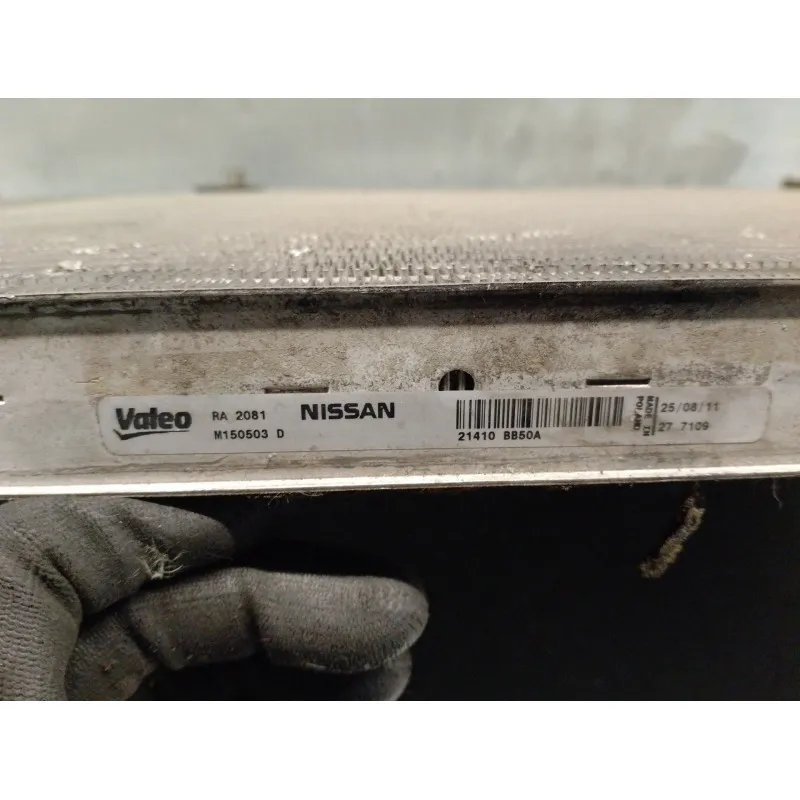 Valeo RA 2081 NISSAN
M150503 D
21410 BB50A
MADE IN
POLAND
25/08/11
27 7109